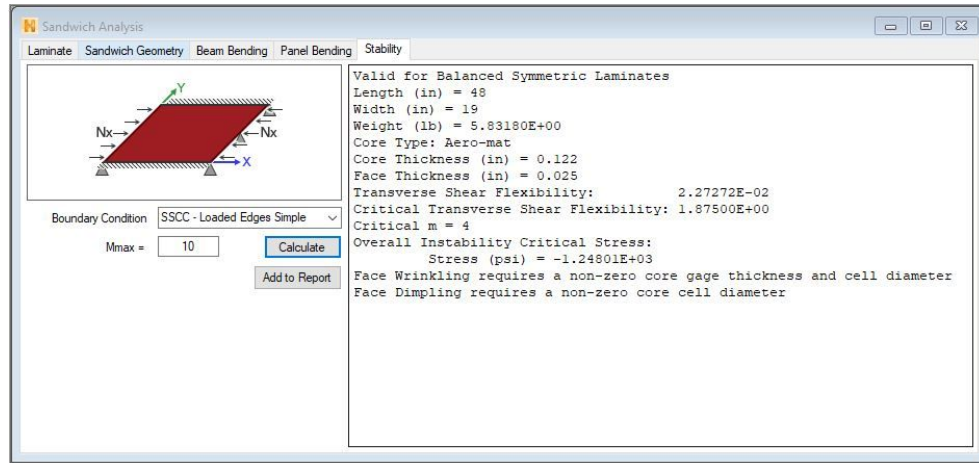 Sandwich Analysis
Laminate Sandwich Geometry Beam Bending Panel Bending Stability
Y
Nx
Nx
X
Boundary Condition SSCC - Loaded Edges Simple
Mmax = 10 Calculate
Add to Report
Valid for Balanced Symmetric Laminates
Length (in) = 48
Width (in) = 19
Weight (lb) = 5.83180E+00
Core Type: Aero-mat
Core Thickness (in) = 0.122
Face Thickness (in) = 0.025
Transverse Shear Flexibility: 2.27272E-02
Critical Transverse Shear Flexibility: 1.87500E+00
Critical m = 4
Overall Instability Critical Stress:
Stress (psi) = -1.24801E+03
Face Wrinkling requires a non-zero core gage thickness and cell diameter
Face Dimpling requires a non-zero core cell diameter